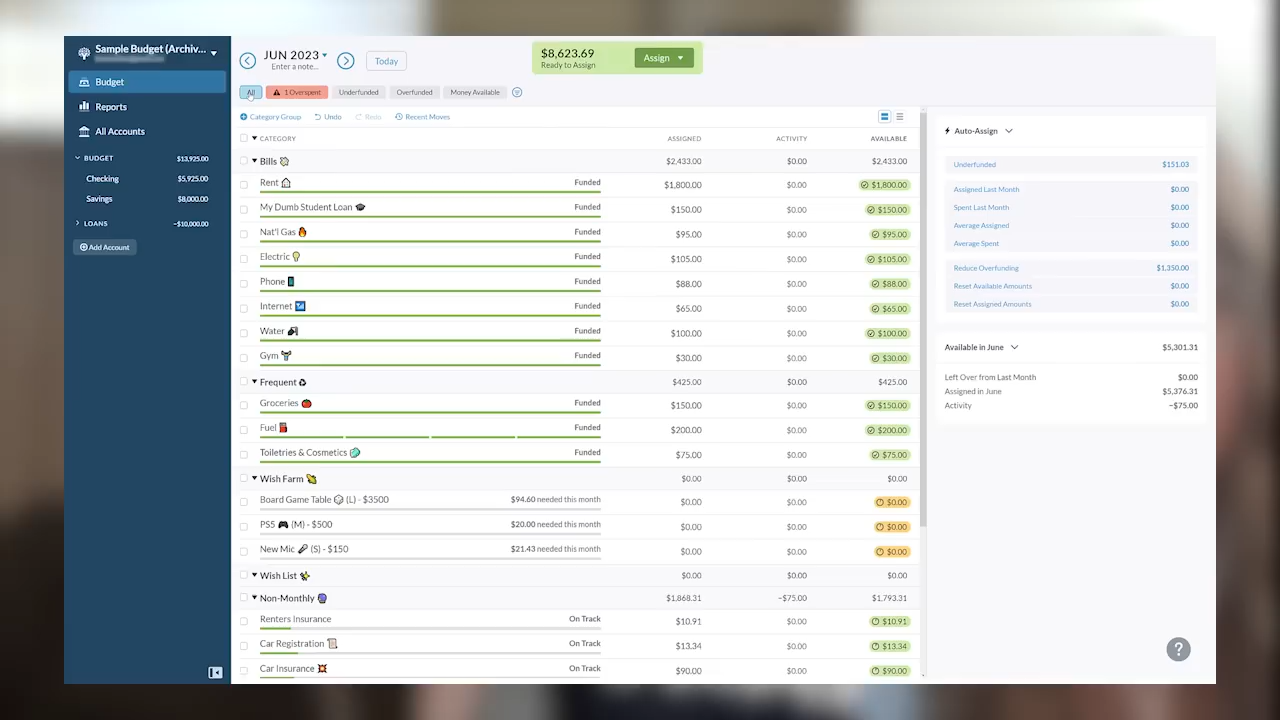 Sample Budget (Archiv...
Budget
Reports
All Accounts
BUDGET $13,925.00
Checking $5,925.00
Savings $8,000.00
LOANS −$10,000.00
Add Account
JUN 2023
Enter a note...
Today
$8,623.69
Ready to Assign
Assign
All
1 Overspent
Underfunded
Overfunded
Money Available
Category Group
Undo
Redo
Recent Moves
CATEGORY ASSIGNED ACTIVITY AVAILABLE
Bills $2,433.00 $0.00 $2,433.00
Rent Funded $1,800.00 $0.00 $1,800.00
My Dumb Student Loan Funded $150.00 $0.00 $150.00
Nat'l Gas Funded $95.00 $0.00 $95.00
Electric Funded $105.00 $0.00 $105.00
Phone Funded $88.00 $0.00 $88.00
Internet Funded $65.00 $0.00 $65.00
Water Funded $100.00 $0.00 $100.00
Gym Funded $30.00 $0.00 $30.00
Frequent $425.00 $0.00 $425.00
Groceries Funded $150.00 $0.00 $150.00
Fuel Funded $200.00 $0.00 $200.00
Toiletries & Cosmetics Funded $75.00 $0.00 $75.00
Wish Farm $0.00 $0.00 $0.00
Board Game Table (L) - $3500 $94.60 needed this month $0.00 $0.00 $0.00
PS5 (M) - $500 $20.00 needed this month $0.00 $0.00 $0.00
New Mic (S) - $150 $21.43 needed this month $0.00 $0.00 $0.00
Wish List $0.00 $0.00 $0.00
Non-Monthly $1,868.31 −$75.00 $1,793.31
Renters Insurance On Track $10.91 $0.00 $10.91
Car Registration On Track $13.34 $0.00 $13.34
Car Insurance On Track $90.00 $0.00 $90.00
Auto-Assign
Underfunded $151.03
Assigned Last Month $0.00
Spent Last Month $0.00
Average Assigned $0.00
Average Spent $0.00
Reduce Overfunding $1,350.00
Reset Available Amounts $0.00
Reset Assigned Amounts $0.00
Available in June $5,301.31
Left Over from Last Month $0.00
Assigned in June $5,376.31
Activity −$75.00
?